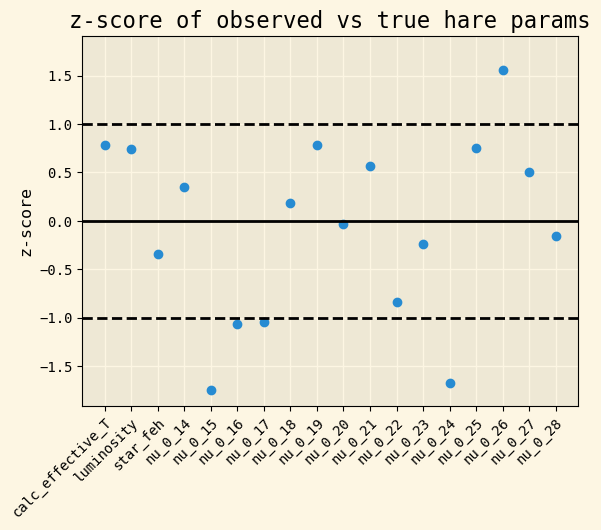 z-score of observed vs true hare params
z-score
1.5
1.0
0.5
0.0
−0.5
−1.0
−1.5
calc_effective_T
luminosity
star_feh
nu_0_14
nu_0_15
nu_0_16
nu_0_17
nu_0_18
nu_0_19
nu_0_20
nu_0_21
nu_0_22
nu_0_23
nu_0_24
nu_0_25
nu_0_26
nu_0_27
nu_0_28